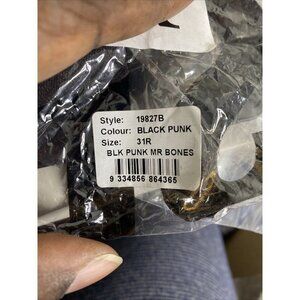 Style: 19827B
Colour: BLACK PUNK
Size: 31R
BLK PUNK MR BONES
9 334856 864365